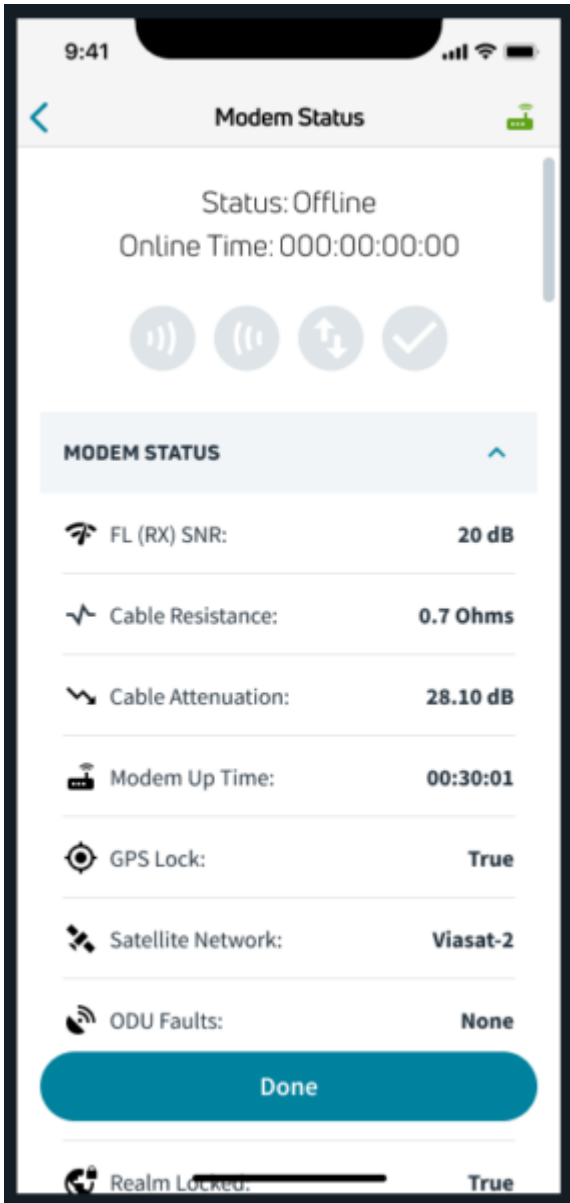 9:41
Modem Status
Status: Offline
Online Time: 000:00:00:00
MODEM STATUS
FL (RX) SNR: 20 dB
Cable Resistance: 0.7 Ohms
Cable Attenuation: 28.10 dB
Modem Up Time: 00:30:01
GPS Lock: True
Satellite Network: Viasat-2
ODU Faults: None
Done
Realm Locked: True